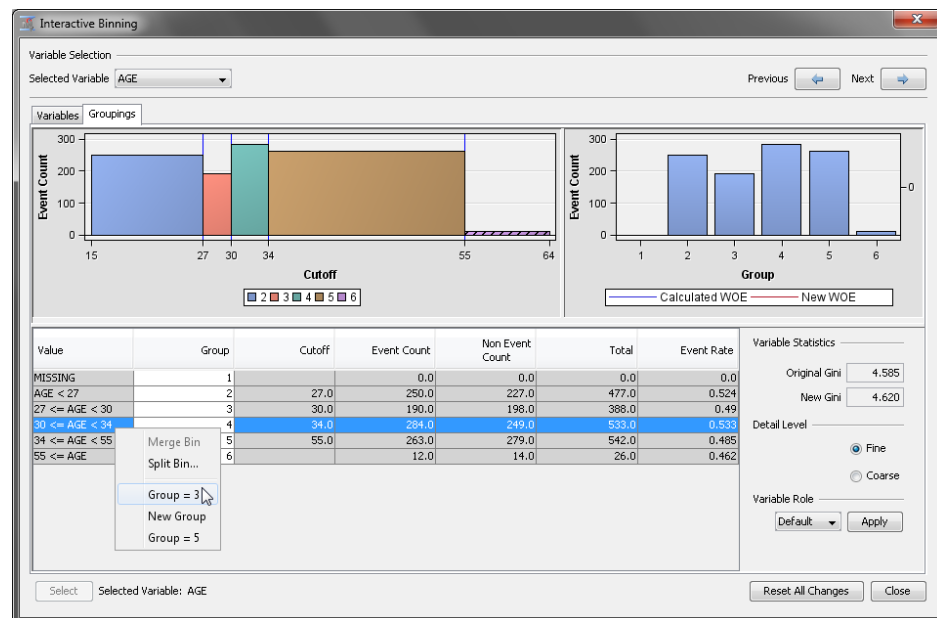 Interactive Binning
Variable Selection
Selected Variable AGE
Previous Next
Variables Groupings
300
200
100
0
Event Count
15 27 30 34 55 64
Cutoff
2 3 4 5 6
300
200
100
0
Event Count
0
1 2 3 4 5 6
Group
Calculated WOE New WOE
Value Group Cutoff Event Count Non Event Count Total Event Rate
MISSING 1 0.0 0.0 0.0 0.0
AGE < 27 2 27.0 250.0 227.0 477.0 0.524
27 <= AGE < 30 3 30.0 190.0 198.0 388.0 0.49
30 <= AGE < 34 4 34.0 284.0 249.0 533.0 0.533
34 <= AGE < 55 5 55.0 263.0 279.0 542.0 0.485
55 <= AGE 6 12.0 14.0 26.0 0.462
Merge Bin
Split Bin...
Group = 3
New Group
Group = 5
Variable Statistics
Original Gini 4.585
New Gini 4.620
Detail Level
Fine
Coarse
Variable Role
Default Apply
Select Selected Variable: AGE Reset All Changes Close